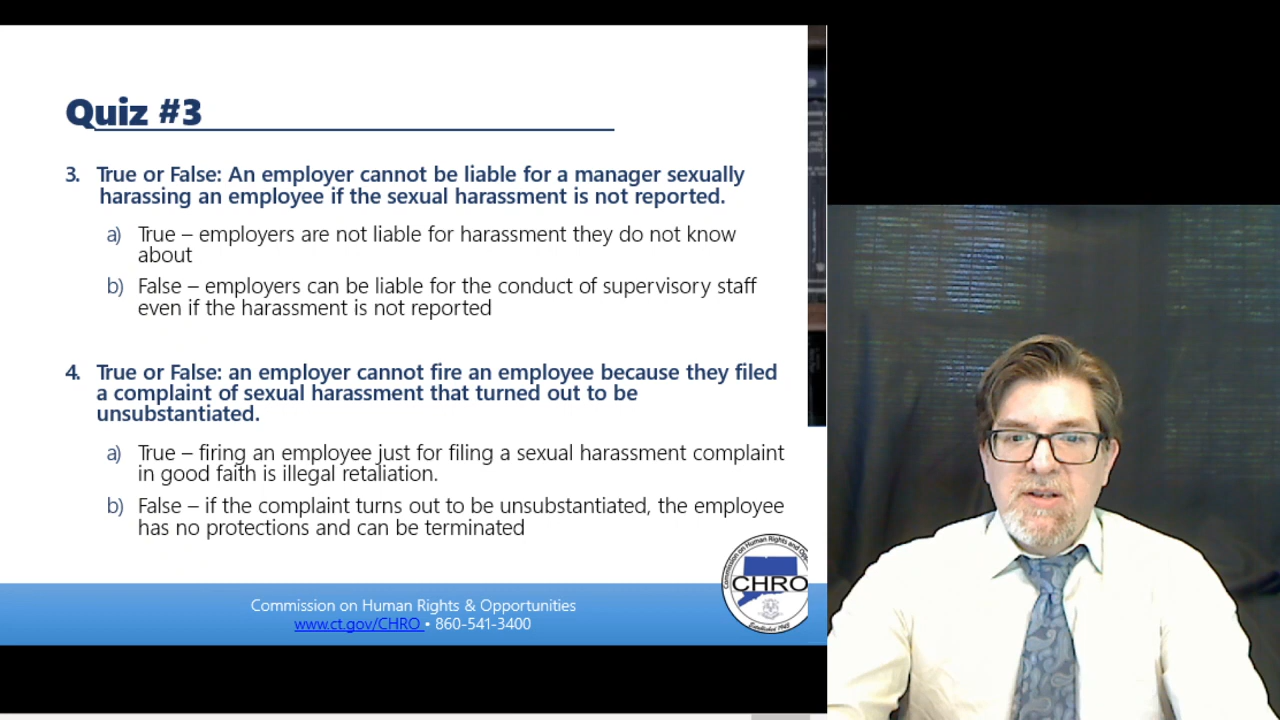 Quiz #3
3. True or False: An employer cannot be liable for a manager sexually
harassing an employee if the sexual harassment is not reported.
a) True – employers are not liable for harassment they do not know
about
b) False – employers can be liable for the conduct of supervisory staff
even if the harassment is not reported
4. True or False: an employer cannot fire an employee because they filed
a complaint of sexual harassment that turned out to be
unsubstantiated.
a) True – firing an employee just for filing a sexual harassment complaint
in good faith is illegal retaliation.
b) False – if the complaint turns out to be unsubstantiated, the employee
has no protections and can be terminated
Commission on Human Rights and
CHRO
Established
Commission on Human Rights & Opportunities
www.ct.gov/CHRO • 860-541-3400